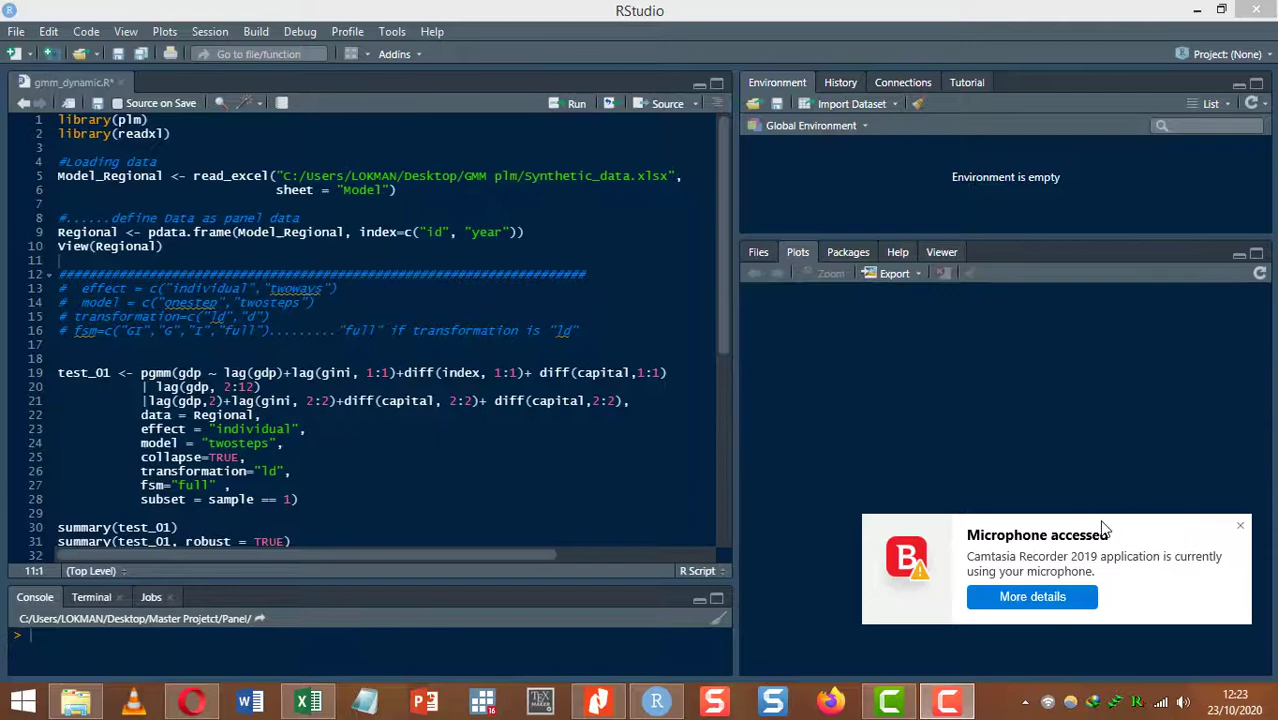 RStudio
File Edit Code View Plots Session Build Debug Profile Tools Help
Go to file/function Addins Project: (None)
gmm_dynamic.R*
Source on Save Run Source
1 library(plm)
2 library(readxl)
3
4 #Loading data
5 Model_Regional <- read_excel("C:/Users/LOKMAN/Desktop/GMM plm/Synthetic_data.xlsx",
6 sheet = "Model")
7
8 #......define Data as panel data
9 Regional <- pdata.frame(Model_Regional, index=c("id", "year"))
10 View(Regional)
11
12 ########################################################################
13 # effect = c("individual","twoways")
14 # model = c("onestep","twosteps")
15 # transformation=c("ld","d")
16 # fsm=c("GI","G","I","full")........."full" if transformation is "ld"
17
18
19 test_01 <- pgmm(gdp ~ lag(gdp)+lag(gini, 1:1)+diff(index, 1:1)+ diff(capital,1:1)
20 | lag(gdp, 2:12)
21 |lag(gdp,2)+lag(gini, 2:2)+diff(capital, 2:2)+ diff(capital,2:2),
22 data = Regional,
23 effect = "individual",
24 model = "twosteps",
25 collapse=TRUE,
26 transformation="ld",
27 fsm="full" ,
28 subset = sample == 1)
29
30 summary(test_01)
31 summary(test_01, robust = TRUE)
32
11:1 (Top Level) R Script
Console Terminal Jobs
C:/Users/LOKMAN/Desktop/Master Projetct/Panel/
>
Environment History Connections Tutorial
Import Dataset List
Global Environment
Environment is empty
Files Plots Packages Help Viewer
Zoom Export
B
Microphone accessed
Camtasia Recorder 2019 application is currently
using your microphone.
More details
12:23
23/10/2020